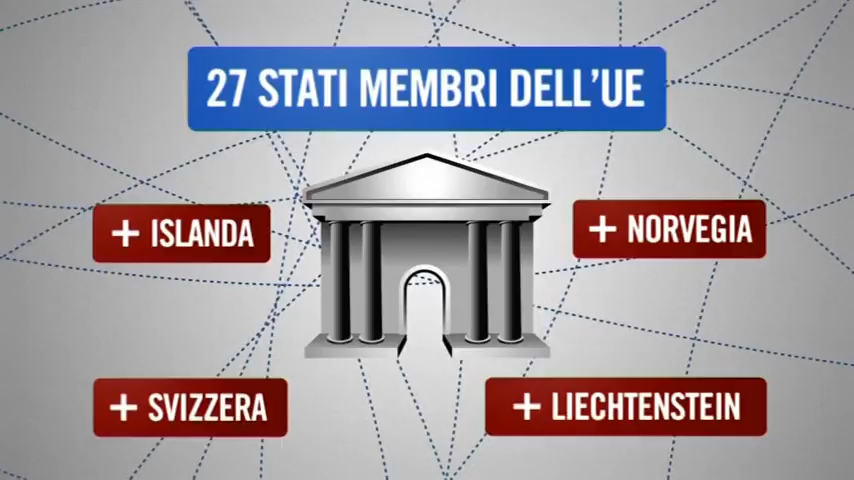 27 STATI MEMBRI DELL'UE
+ ISLANDA
+ NORVEGIA
+ SVIZZERA
+ LIECHTENSTEIN